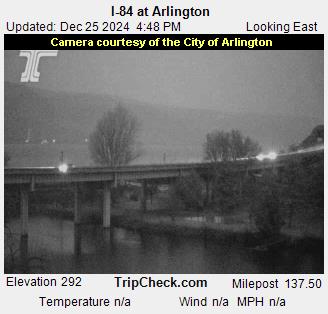 I-84 at Arlington
Updated: Dec 25 2024 4:48 PM Looking East
Camera courtesy of the City of Arlington
Elevation 292 TripCheck.com Milepost 137.50
Temperature n/a Wind n/a MPH n/a